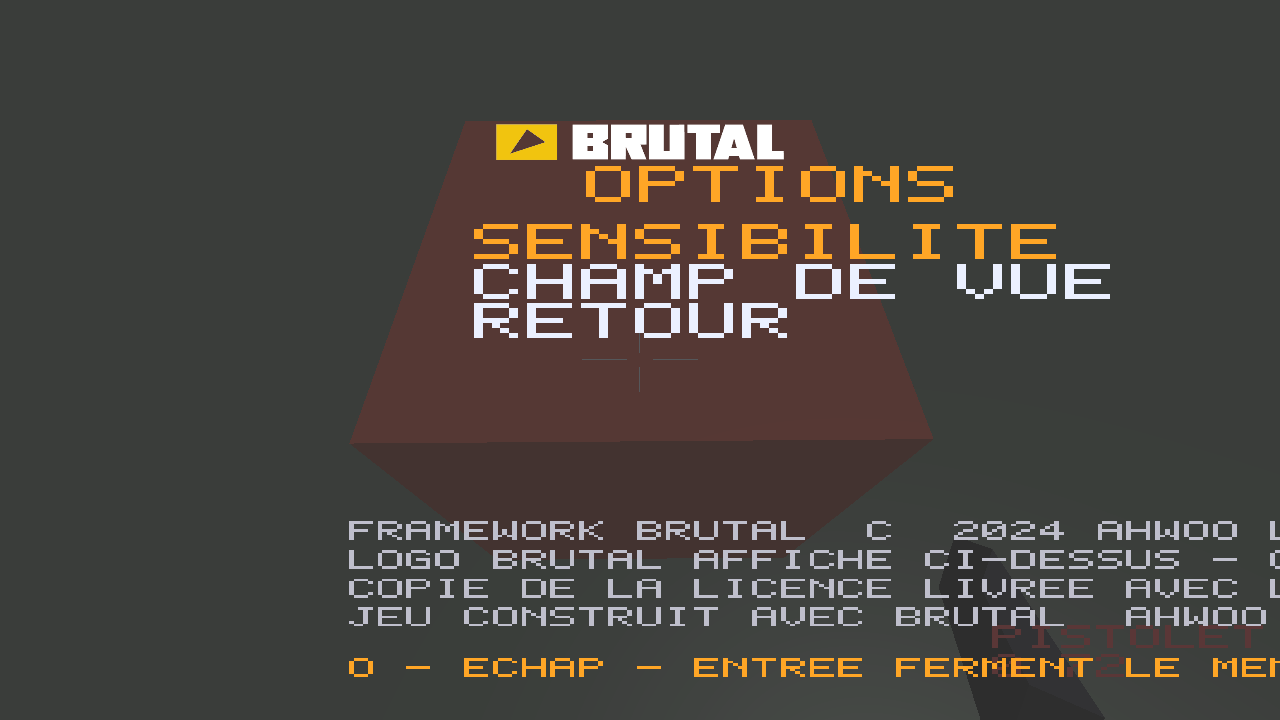 BRUTAL
OPTIONS
SENSIBILITE
CHAMP DE VUE
RETOUR
FRAMEWORK BRUTAL C 2024 AHWOO
LOGO BRUTAL AFFICHE CI-DESSUS -
COPIE DE LA LICENCE LIVREE AVEC
JEU CONSTRUIT AVEC BRUTAL AHWOO
PISTOLET
O - ECHAP - ENTREE FERMENT LE